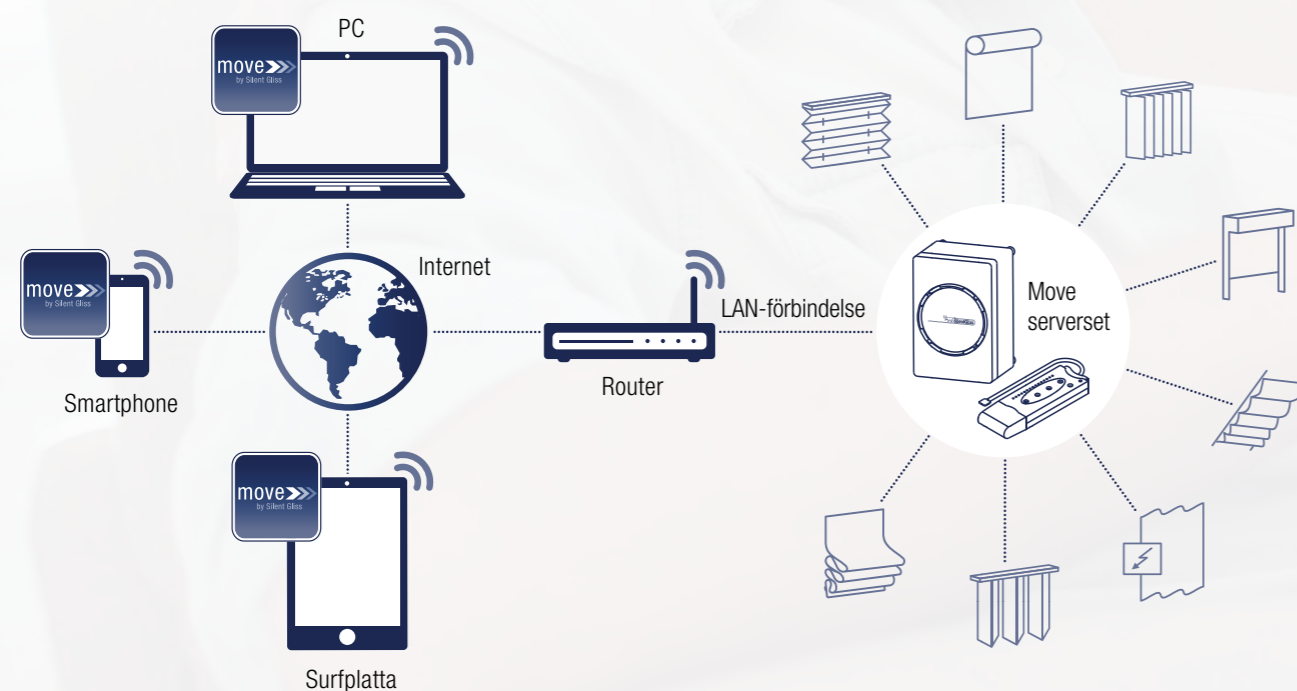 PC
move
by Silent Gliss
Internet
move
by Silent Gliss
Smartphone
LAN-förbindelse
Router
Move
serverset
move
by Silent Gliss
Surfplatta